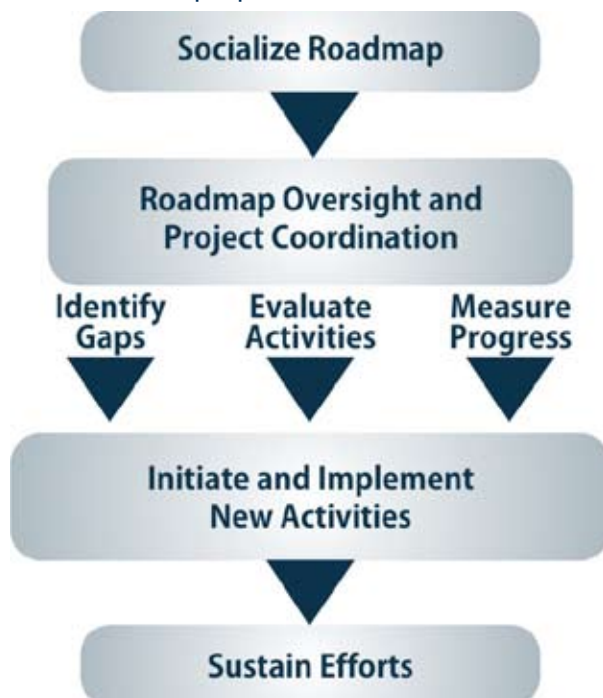 Socialize Roadmap
Roadmap Oversight and
Project Coordination
Identify
Gaps
Evaluate
Activities
Measure
Progress
Initiate and Implement
New Activities
Sustain Efforts